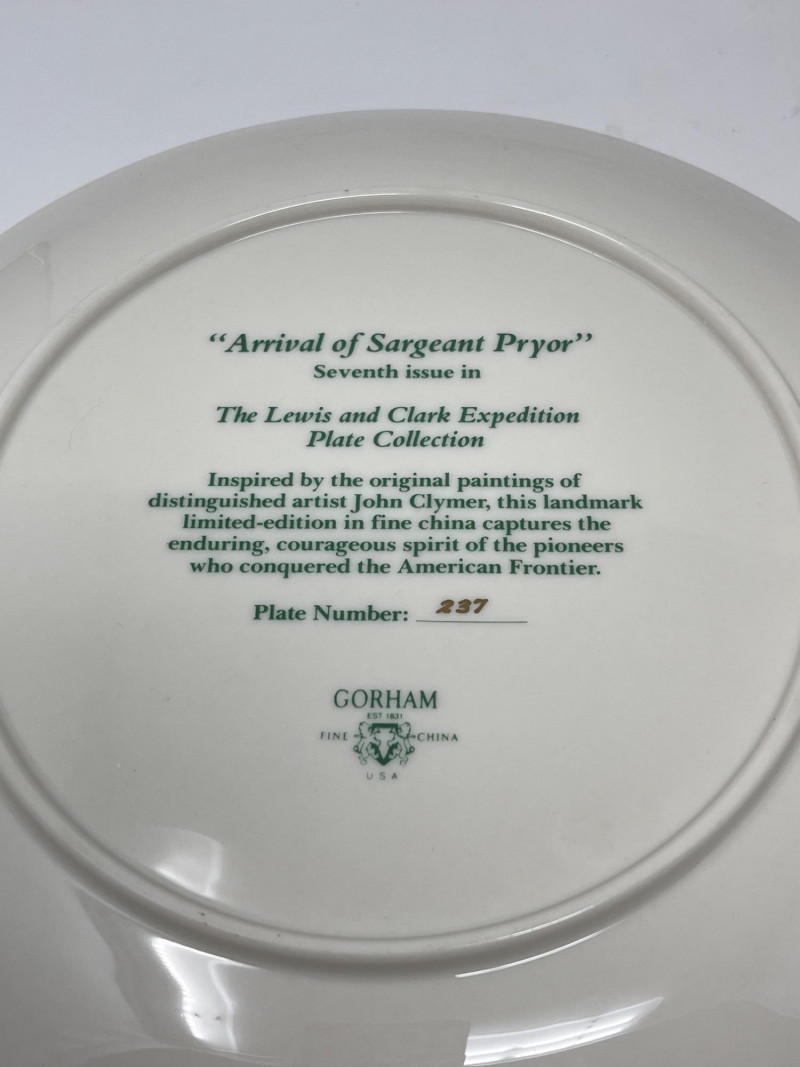 “Arrival of Sargeant Pryor”
Seventh issue in
The Lewis and Clark Expedition
Plate Collection
Inspired by the original paintings of
distinguished artist John Clymer, this landmark
limited-edition in fine china captures the
enduring, courageous spirit of the pioneers
who conquered the American Frontier.
Plate Number: 237
GORHAM
EST 1831
FINE CHINA
USA